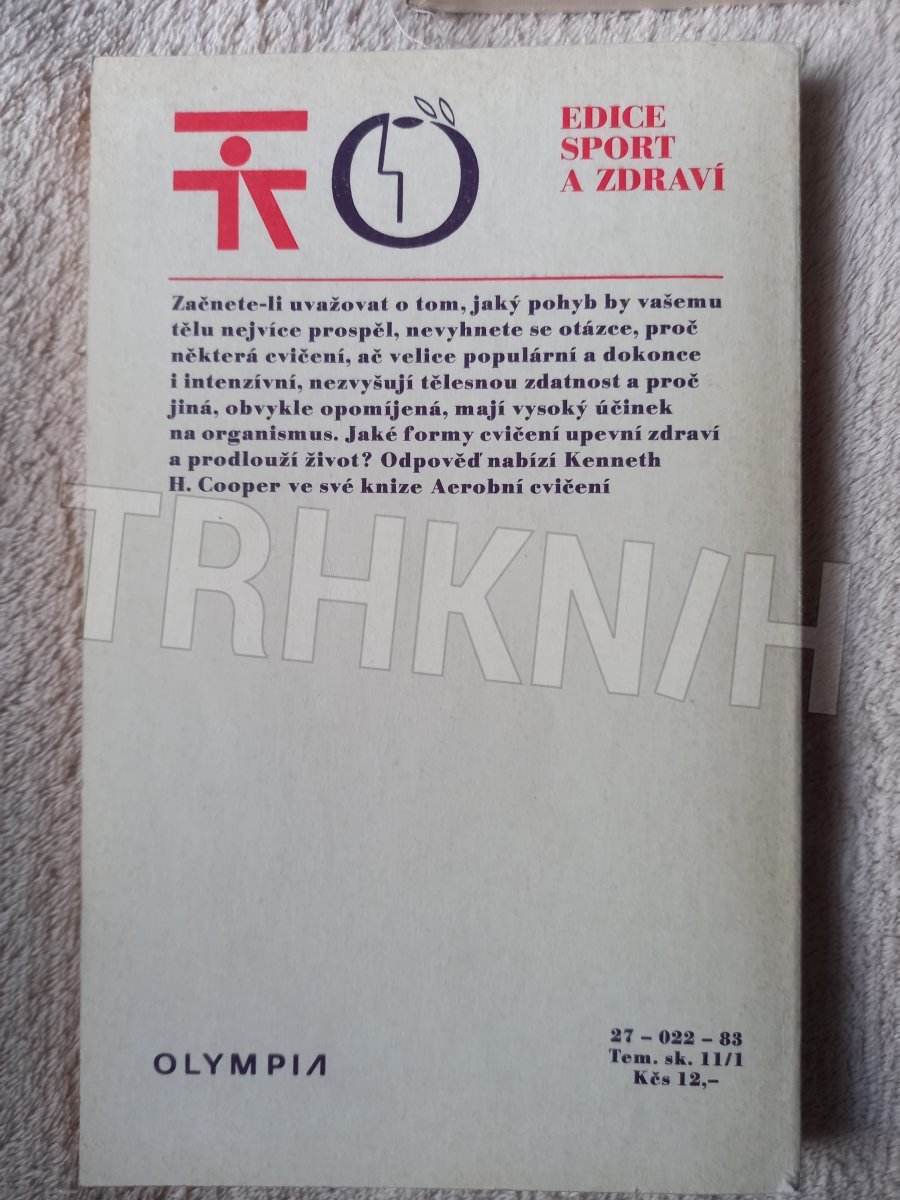 EDICE
SPORT
A ZDRAVÍ
Začnete-li uvažovat o tom, jaký pohyb by vašemu
tělu nejvíce prospěl, nevyhnete se otázce, proč
některá cvičení, ač velice populární a dokonce
i intenzívní, nezvyšují tělesnou zdatnost a proč
jiná, obvykle opomíjená, mají vysoký účinek
na organismus. Jaké formy cvičení upevní zdraví
a prodlouží život? Odpověď nabízí Kenneth
H. Cooper ve své knize Aerobní cvičení
TRHKNIH
OLYMPIA
27 – 022 – 83
Tem. sk. 11/1
Kčs 12,–